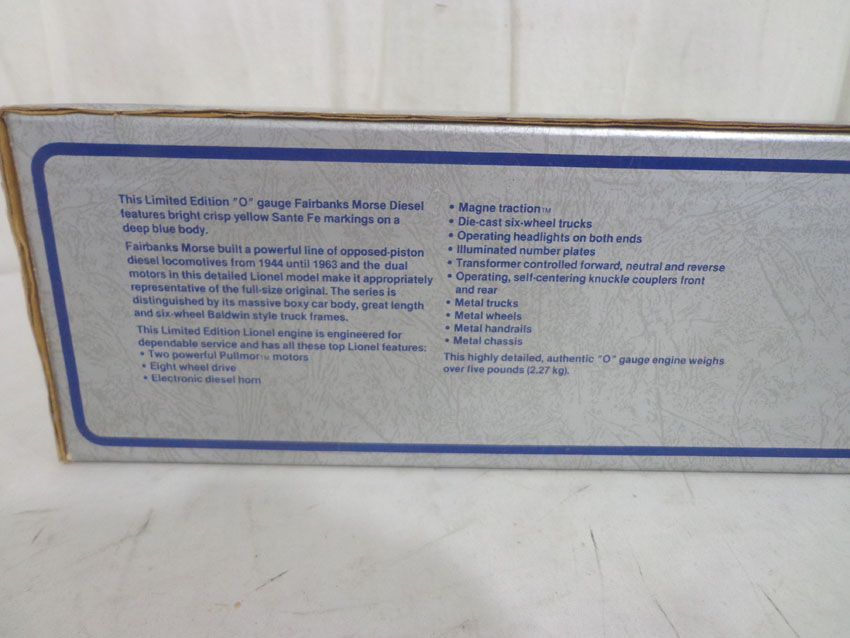 This Limited Edition "O" gauge Fairbanks Morse Diesel
features bright crisp yellow Sante Fe markings on a
deep blue body.
Fairbanks Morse built a powerful line of opposed-piston
diesel locomotives from 1944 until 1963 and the dual
motors in this detailed Lionel model make it appropriately
representative of the full-size original. The series is
distinguished by its massive boxy car body, great length
and six-wheel Baldwin style truck frames.
This Limited Edition Lionel engine is engineered for
dependable service and has all these top Lionel features:
• Two powerful Pullmor™ motors
• Eight wheel drive
• Electronic diesel horn
• Magne traction™
• Die-cast six-wheel trucks
• Operating headlights on both ends
• Illuminated number plates
• Transformer controlled forward, neutral and reverse
• Operating, self-centering knuckle couplers front
and rear
• Metal trucks
• Metal wheels
• Metal handrails
• Metal chassis
This highly detailed, authentic "O" gauge engine weighs
over five pounds (2.27 kg).